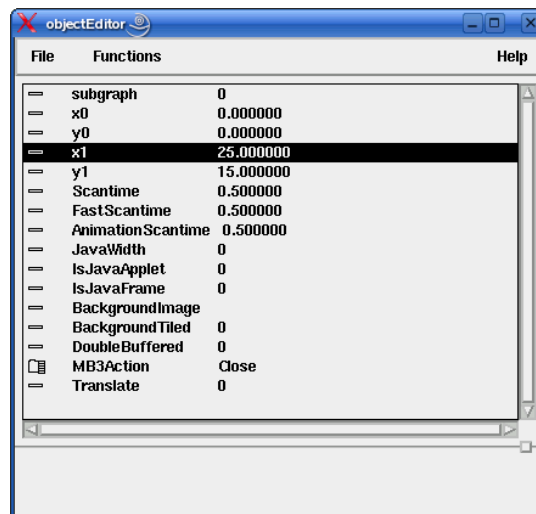 objectEditor
File Functions Help
subgraph 0
x0 0.000000
y0 0.000000
x1 25.000000
y1 15.000000
Scantime 0.500000
FastScantime 0.500000
AnimationScantime 0.500000
JavaWidth 0
IsJavaApplet 0
IsJavaFrame 0
BackgroundImage
BackgroundTiled 0
DoubleBuffered 0
MB3Action Close
Translate 0